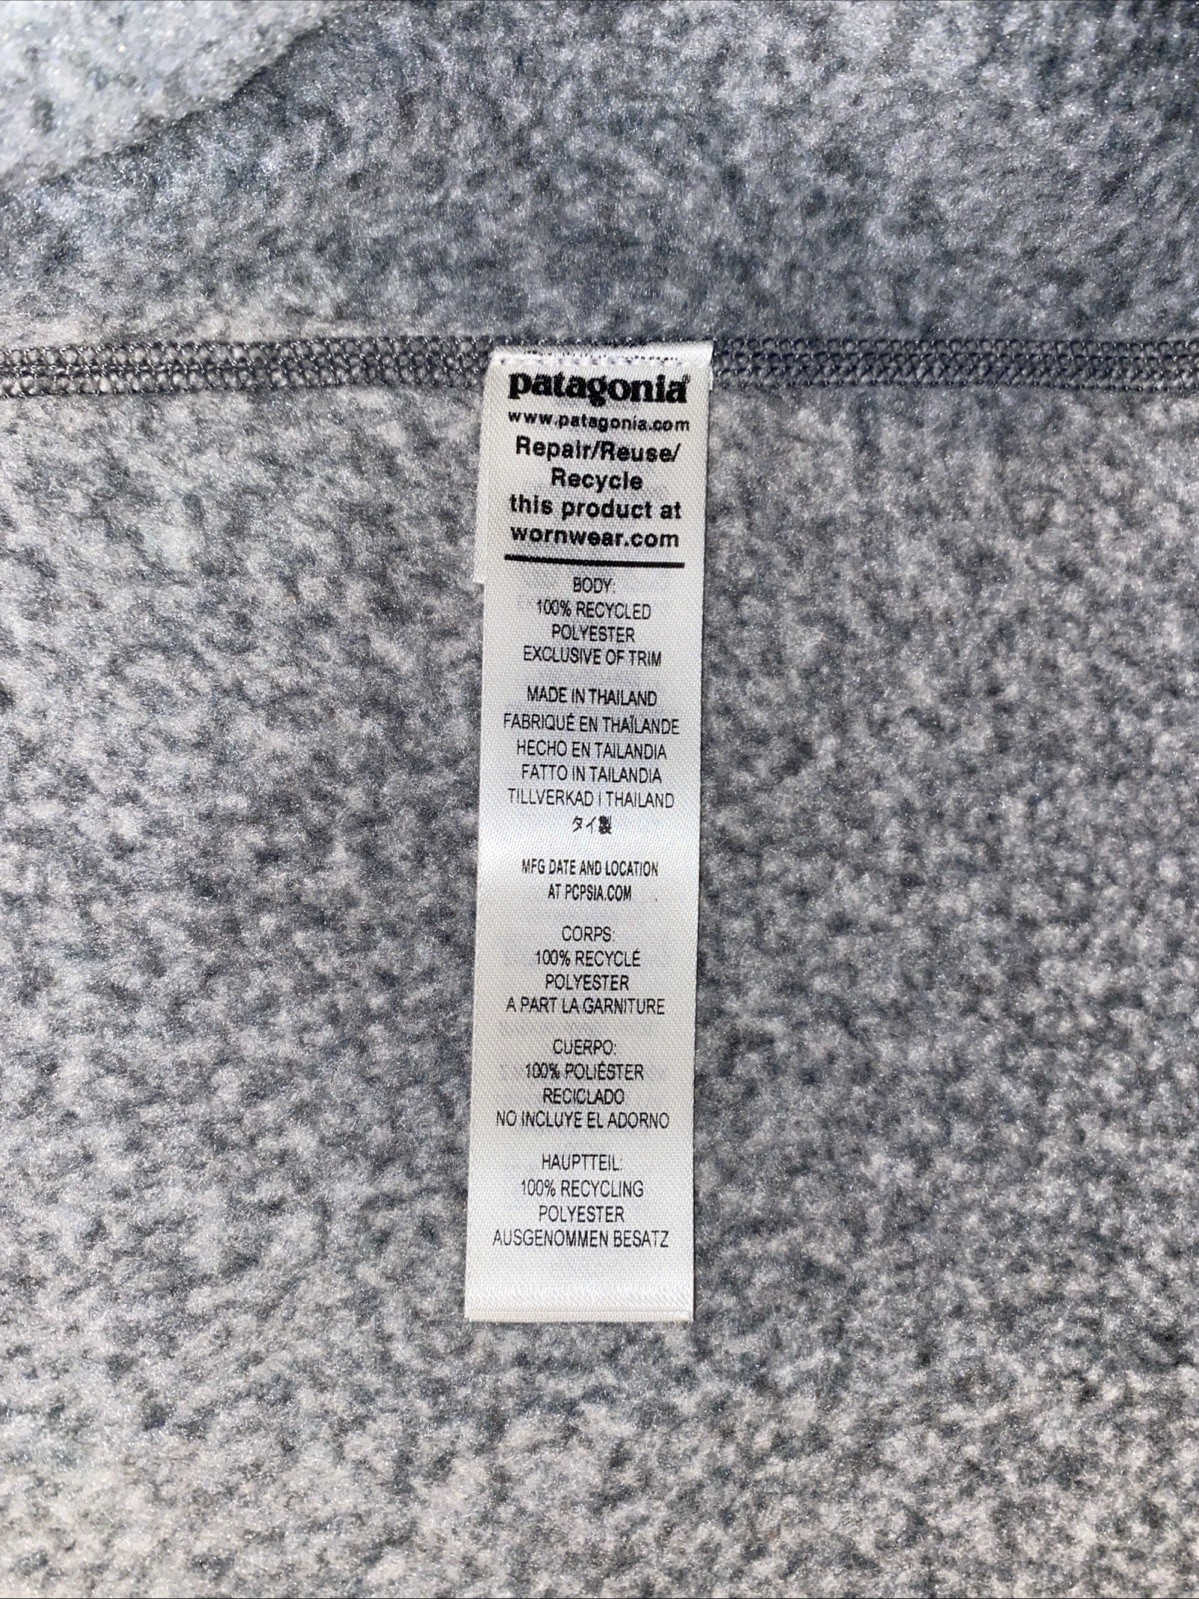 patagonia®
www.patagonia.com
Repair/Reuse/
Recycle
this product at
wornwear.com
BODY:
100% RECYCLED
POLYESTER
EXCLUSIVE OF TRIM
MADE IN THAILAND
FABRIQUÉ EN THAÏLANDE
HECHO EN TAILANDIA
FATTO IN TAILANDIA
TILLVERKAD I THAILAND
タイ製
MFG DATE AND LOCATION
AT PCPSIA.COM
CORPS:
100% RECYCLÉ
POLYESTER
A PART LA GARNITURE
CUERPO:
100% POLIÉSTER
RECICLADO
NO INCLUYE EL ADORNO
HAUPTTEIL:
100% RECYCLING
POLYESTER
AUSGENOMMEN BESATZ